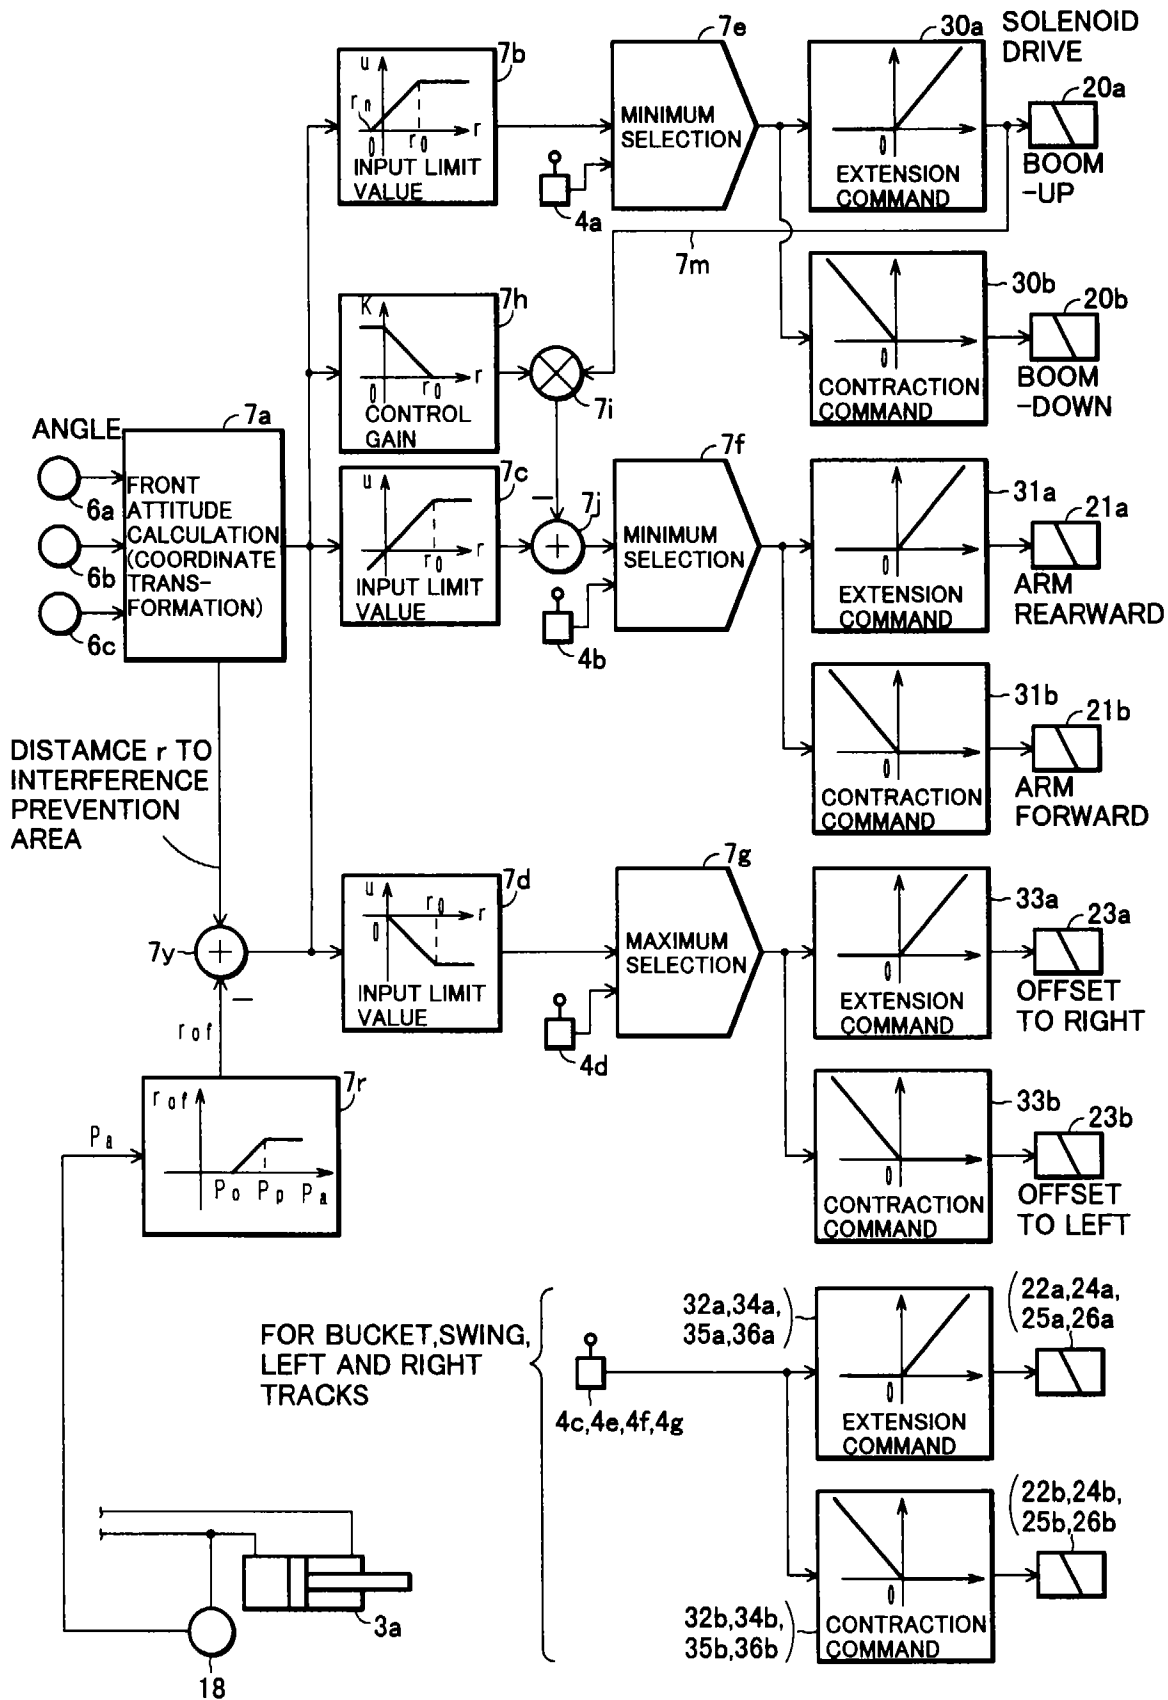 7b
u
r n
0
r 0
r
INPUT LIMIT
VALUE
7e
MINIMUM
SELECTION
4a
30a
0
EXTENSION
COMMAND
SOLENOID
DRIVE
20a
BOOM
-UP
7m
30b
0
CONTRACTION
COMMAND
20b
BOOM
-DOWN
7h
K
0
r 0
r
CONTROL
GAIN
7i
ANGLE
6a
6b
6c
7a
FRONT
ATTITUDE
CALCULATION
(COORDINATE
TRANS-
FORMATION)
7c
u
0
r 0
r
INPUT LIMIT
VALUE
−
7j
+
4b
7f
MINIMUM
SELECTION
31a
0
EXTENSION
COMMAND
21a
ARM
REARWARD
31b
0
CONTRACTION
COMMAND
21b
ARM
FORWARD
DISTAMCE r TO
INTERFERENCE
PREVENTION
AREA
7y
+
−
r of
7d
u
0
r 0
r
INPUT LIMIT
VALUE
7g
MAXIMUM
SELECTION
4d
33a
0
EXTENSION
COMMAND
23a
OFFSET
TO RIGHT
33b
0
CONTRACTION
COMMAND
23b
OFFSET
TO LEFT
7r
r of
Po Pp Pa
Pa
FOR BUCKET,SWING,
LEFT AND RIGHT
TRACKS
4c,4e,4f,4g
32a,34a,
35a,36a
0
EXTENSION
COMMAND
22a,24a,
25a,26a
32b,34b,
35b,36b
0
CONTRACTION
COMMAND
22b,24b,
25b,26b
3a
18